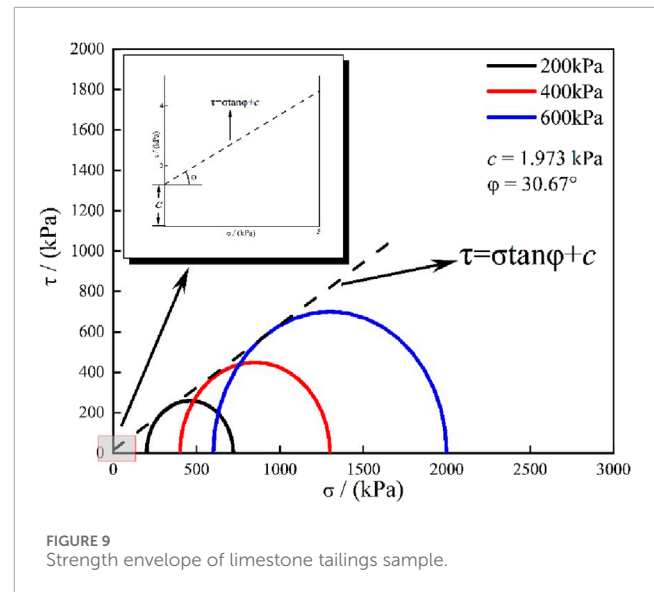 2000
1800
1600
1400
1200
1000
800
600
400
200
0
τ / (kPa)
4
τ=σtanφ+c
α
c
σ / (kPa)
5
200kPa
400kPa
600kPa
c = 1.973 kPa
φ = 30.67°
τ=σtanφ+c
0 500 1000 1500 2000 2500 3000
σ / (kPa)
FIGURE 9
Strength envelope of limestone tailings sample.